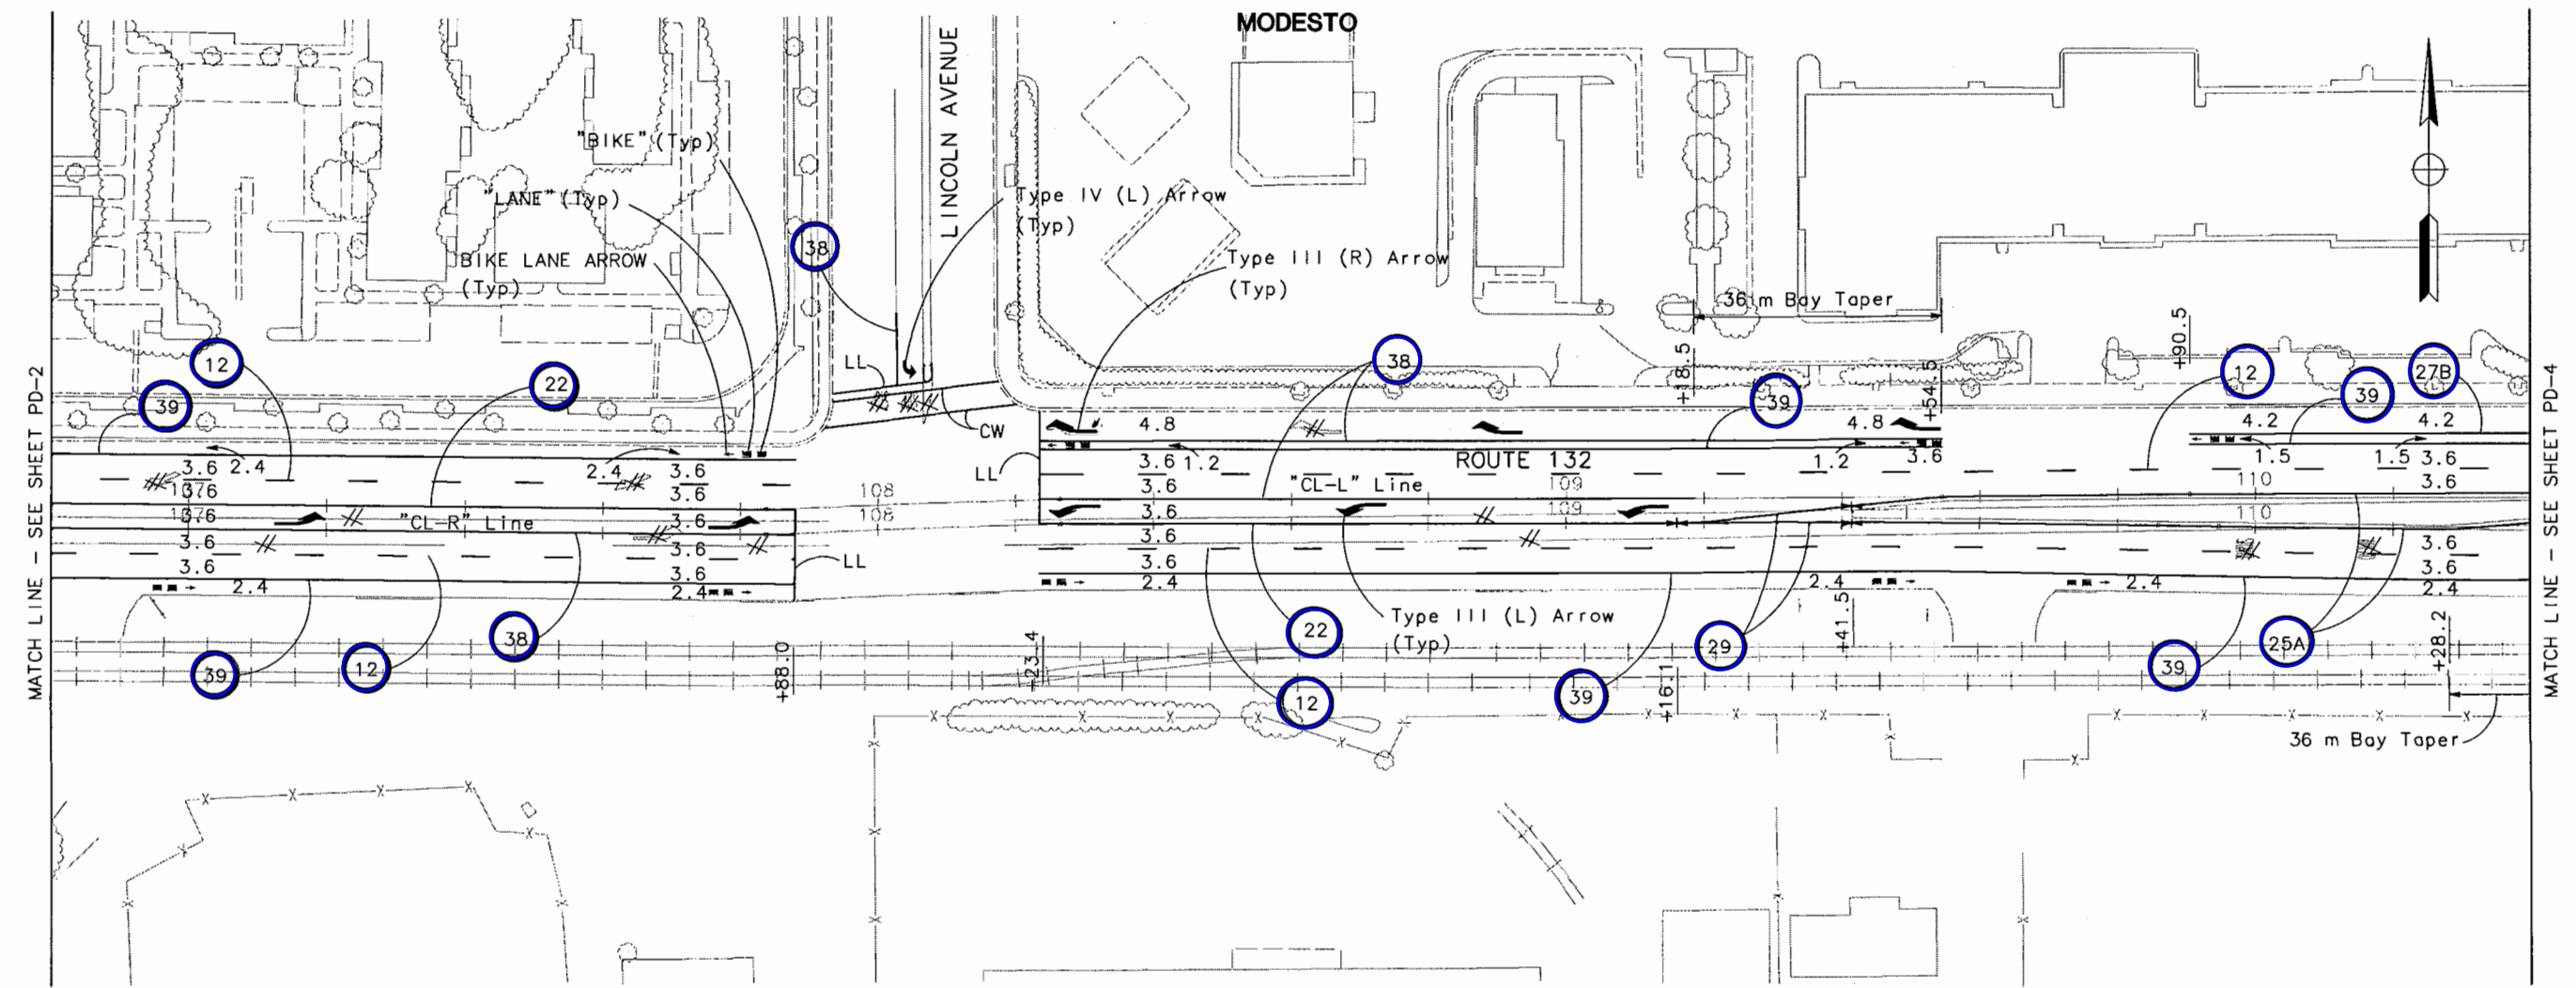 MODESTO
LINCOLN AVENUE
"BIKE" (Typ)
"LANE" (Typ)
BIKE LANE ARROW
(Typ)
Type IV (L) Arrow
(Typ)
Type III (R) Arrow
(Typ)
36 m Bay Taper
38
12
39
22
38
39
12
39
27B
+18.5
+54.5
+90.5
LL
CW
4.8
4.8
4.2
4.2
3.6
2.4
2.4
3.6
3.6
1.2
ROUTE 132
1.2
3.6
1.5
1.5
3.6
LL
3.6
108
3.6
"CL-L" Line
109
110
3.6
108
109
110
"CL-R" Line
3.6
3.6
3.6
3.6
3.6
3.6
LL
3.6
3.6
3.6
3.6
2.4
2.4
2.4
2.4
2.4
2.4
Type III (L) Arrow
(Typ)
38
39
12
22
12
39
29
39
25A
+88.0
+23.4
+16.1
+41.5
+28.2
36 m Bay Taper
MATCH LINE - SEE SHEET PD-2
MATCH LINE - SEE SHEET PD-4